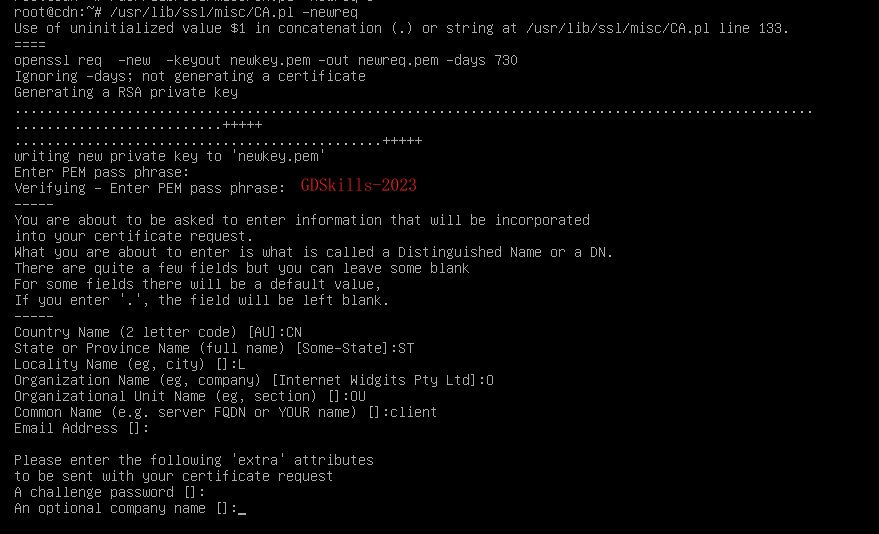 root@cdn:~# /usr/lib/ssl/misc/CA.pl -newreq
Use of uninitialized value $1 in concatenation (.) or string at /usr/lib/ssl/misc/CA.pl line 133.
====
openssl req  -new  -keyout newkey.pem -out newreq.pem -days 730
Ignoring -days; not generating a certificate
Generating a RSA private key
....................................................................................................
..........................+++++
..............................................+++++
writing new private key to 'newkey.pem'
Enter PEM pass phrase:
Verifying - Enter PEM pass phrase: GDSkills-2023
-----
You are about to be asked to enter information that will be incorporated
into your certificate request.
What you are about to enter is what is called a Distinguished Name or a DN.
There are quite a few fields but you can leave some blank
For some fields there will be a default value,
If you enter '.', the field will be left blank.
-----
Country Name (2 letter code) [AU]:CN
State or Province Name (full name) [Some-State]:ST
Locality Name (eg, city) []:L
Organization Name (eg, company) [Internet Widgits Pty Ltd]:O
Organizational Unit Name (eg, section) []:OU
Common Name (e.g. server FQDN or YOUR name) []:client
Email Address []:
Please enter the following 'extra' attributes
to be sent with your certificate request
A challenge password []:
An optional company name []:_